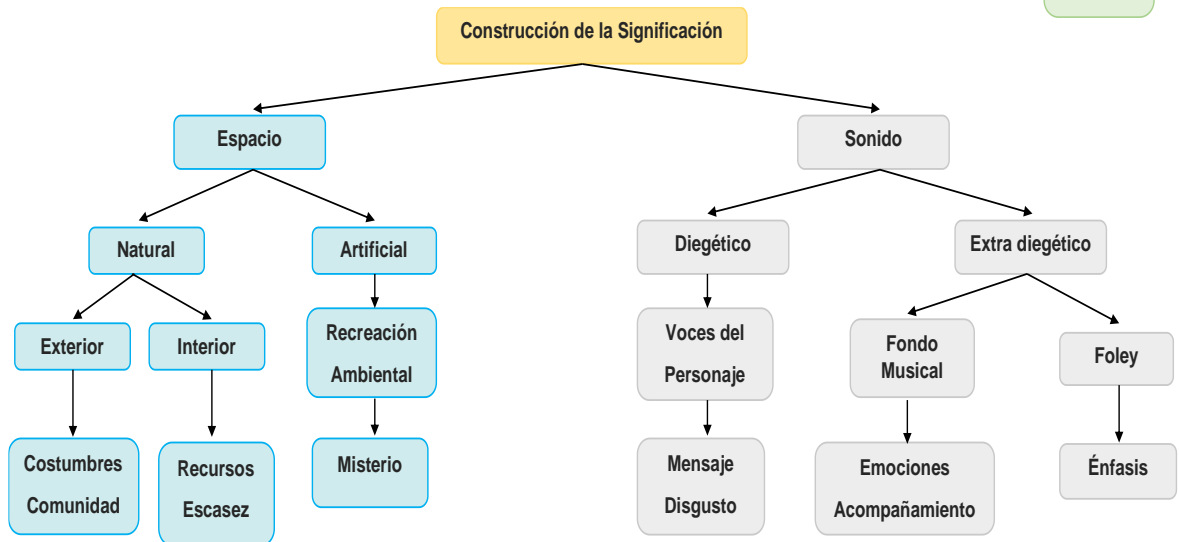 Construcción de la Significación
Espacio
Sonido
Natural
Artificial
Diegético
Extra diegético
Exterior
Interior
Recreación
Ambiental
Voces del
Personaje
Fondo
Musical
Foley
Costumbres
Comunidad
Recursos
Escasez
Misterio
Mensaje
Disgusto
Emociones
Acompañamiento
Énfasis